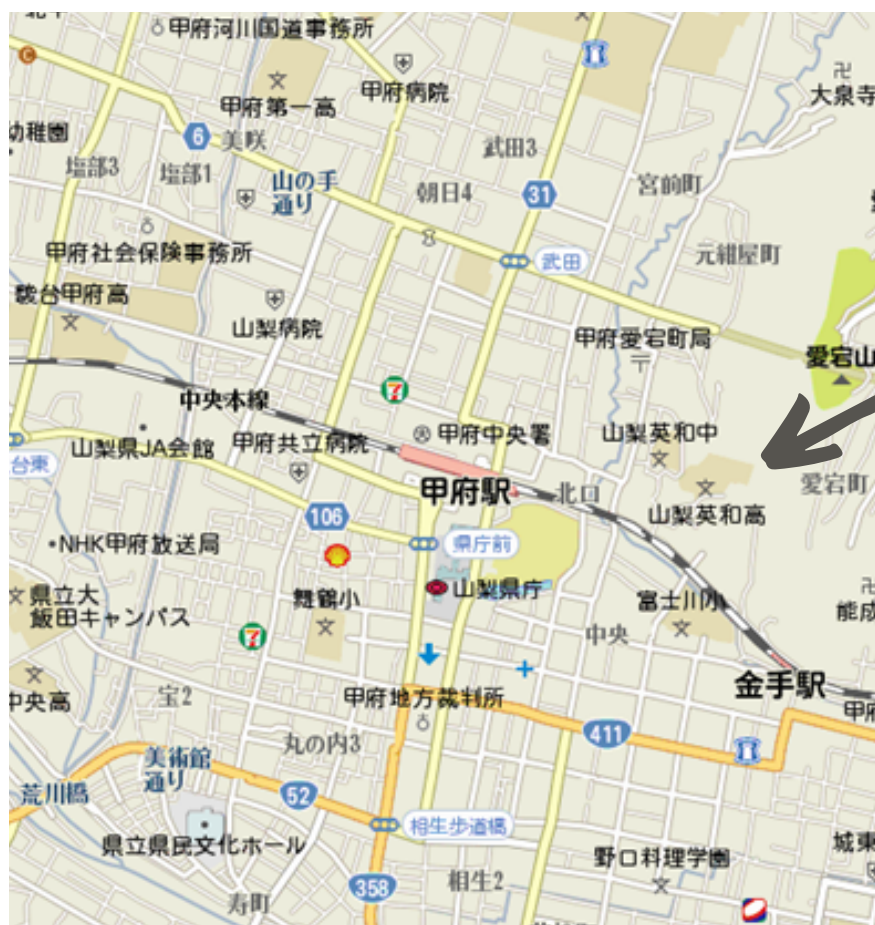 甲府河川国道事務所
甲府病院
甲府第一高
大泉寺
幼稚園
6
美咲
武田3
塩部3
塩部1
山の手
通り
朝日4
31
宮前町
甲府社会保険事務所
武田
元紺屋町
駿台甲府高
山梨病院
甲府愛宕町局
愛宕山
中央本線
7
山梨県JA会館
甲府共立病院
甲府中央署
山梨英和中
台東
甲府駅
北口
愛宕町
106
山梨英和高
NHK甲府放送局
県庁前
県立大
飯田キャンパス
舞鶴小
山梨県庁
富士川小
能成
7
中央
中央高
宝2
甲府地方裁判所
金手駅
甲府
411
丸の内3
美術館
通り
荒川橋
52
県立県民文化ホール
相生歩道橋
城東
野口料理学園
358
相生2
寿町